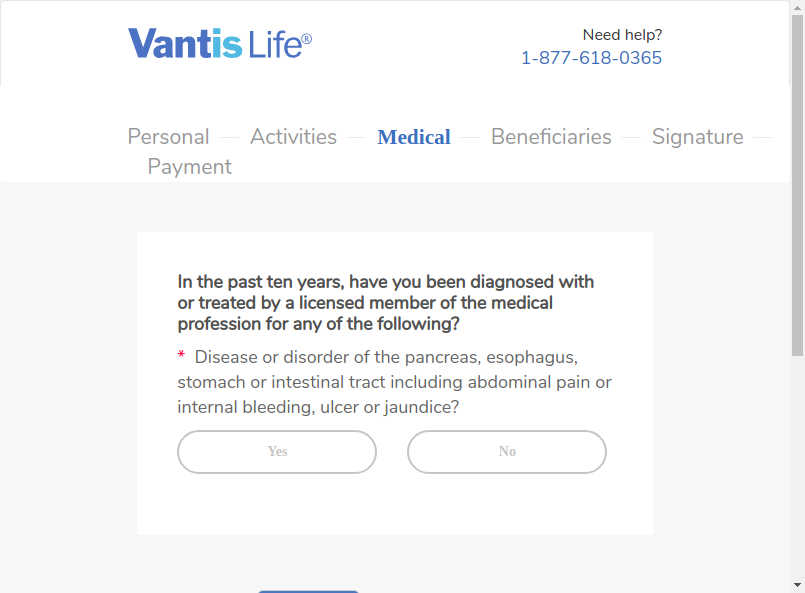 Vantis Life®
Need help?
1-877-618-0365
Personal Activities Medical Beneficiaries Signature
Payment
In the past ten years, have you been diagnosed with
or treated by a licensed member of the medical
profession for any of the following?
* Disease or disorder of the pancreas, esophagus,
stomach or intestinal tract including abdominal pain or
internal bleeding, ulcer or jaundice?
Yes No